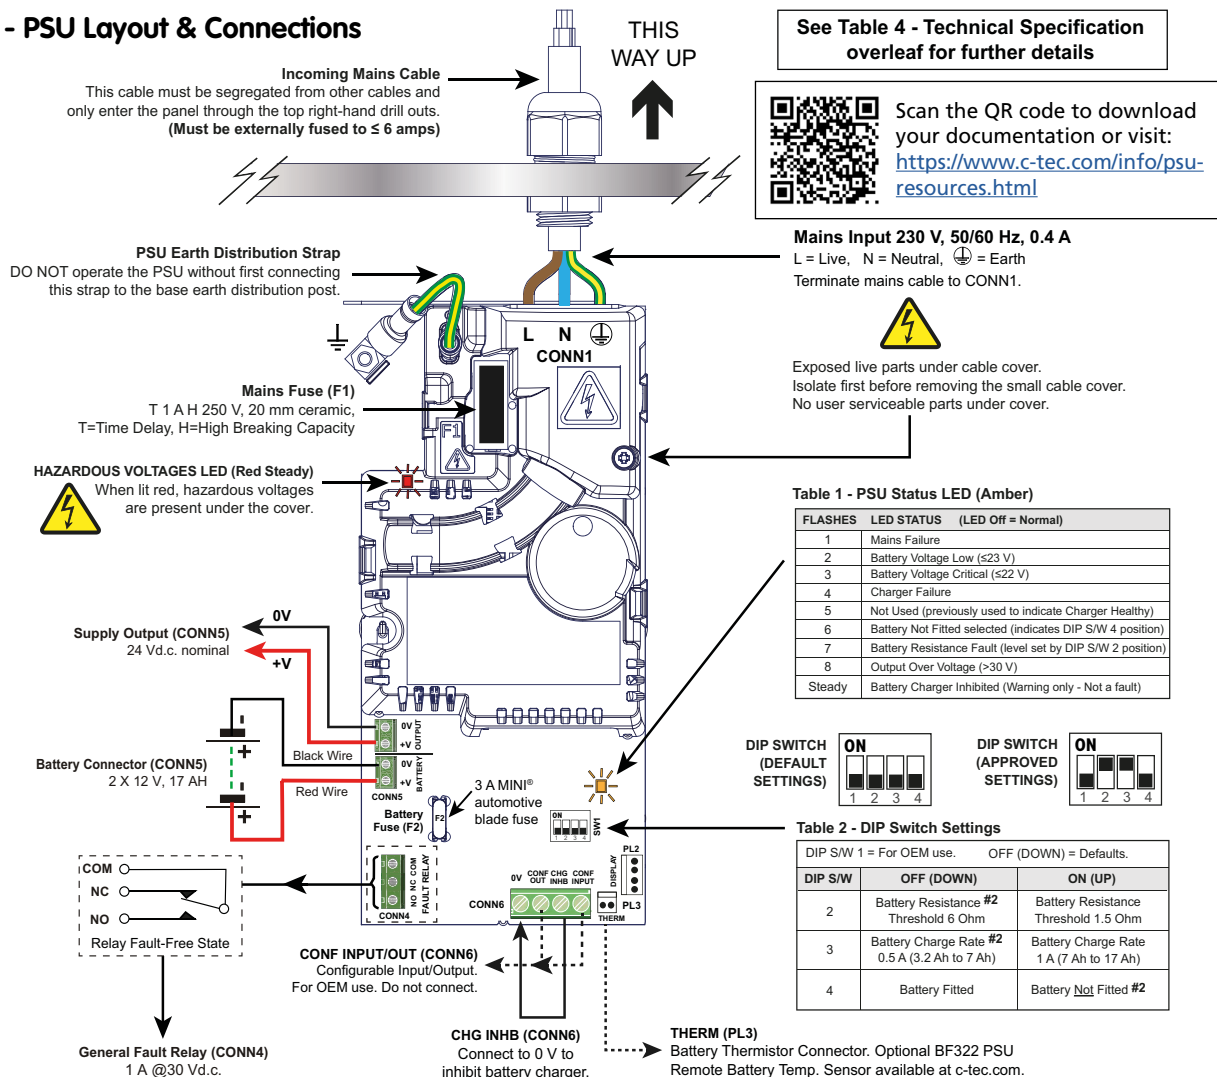 - PSU Layout & Connections
THIS
WAY UP
See Table 4 - Technical Specification
overleaf for further details
Incoming Mains Cable
This cable must be segregated from other cables and
only enter the panel through the top right-hand drill outs.
(Must be externally fused to ≤ 6 amps)
Scan the QR code to download
your documentation or visit:
https://www.c-tec.com/info/psu-
resources.html
PSU Earth Distribution Strap
DO NOT operate the PSU without first connecting
this strap to the base earth distribution post.
Mains Input 230 V, 50/60 Hz, 0.4 A
L = Live, N = Neutral, = Earth
Terminate mains cable to CONN1.
L N
CONN1
Exposed live parts under cable cover.
Isolate first before removing the small cable cover.
No user serviceable parts under cover.
Mains Fuse (F1)
T 1 A H 250 V, 20 mm ceramic,
T=Time Delay, H=High Breaking Capacity
F1
HAZARDOUS VOLTAGES LED (Red Steady)
When lit red, hazardous voltages
are present under the cover.
Table 1 - PSU Status LED (Amber)
FLASHES LED STATUS (LED Off = Normal)
1 Mains Failure
2 Battery Voltage Low (≤23 V)
3 Battery Voltage Critical (≤22 V)
4 Charger Failure
5 Not Used (previously used to indicate Charger Healthy)
6 Battery Not Fitted selected (indicates DIP S/W 4 position)
7 Battery Resistance Fault (level set by DIP S/W 2 position)
8 Output Over Voltage (>30 V)
Steady Battery Charger Inhibited (Warning only - Not a fault)
0V
Supply Output (CONN5)
24 Vd.c. nominal
+V
0V
+V
OUTPUT
0V
+V
BATTERY
CONN5
- +
Black Wire
Battery Connector (CONN5)
2 X 12 V, 17 AH
- +
Red Wire
Battery
Fuse (F2)
F2
3 A MINI®
automotive
blade fuse
DIP SWITCH
(DEFAULT
SETTINGS)
ON
1 2 3 4
DIP SWITCH
(APPROVED
SETTINGS)
ON
1 2 3 4
ON
1 2 3 4
SW1
Table 2 - DIP Switch Settings
DIP S/W 1 = For OEM use. OFF (DOWN) = Defaults.
DIP S/W OFF (DOWN) ON (UP)
2 Battery Resistance #2 Threshold 6 Ohm Battery Resistance Threshold 1.5 Ohm
3 Battery Charge Rate #2 0.5 A (3.2 Ah to 7 Ah) Battery Charge Rate 1 A (7 Ah to 17 Ah)
4 Battery Fitted Battery Not Fitted #2
PL2
DISPLAY
PL3
THERM
COM
NC
NO
Relay Fault-Free State
NO NC COM
FAULT RELAY
CONN4
0V CONF OUT CHG INHB CONF INPUT
CONN6
CONF INPUT/OUT (CONN6)
Configurable Input/Output.
For OEM use. Do not connect.
General Fault Relay (CONN4)
1 A @30 Vd.c.
CHG INHB (CONN6)
Connect to 0 V to
inhibit battery charger.
THERM (PL3)
Battery Thermistor Connector. Optional BF322 PSU
Remote Battery Temp. Sensor available at c-tec.com.